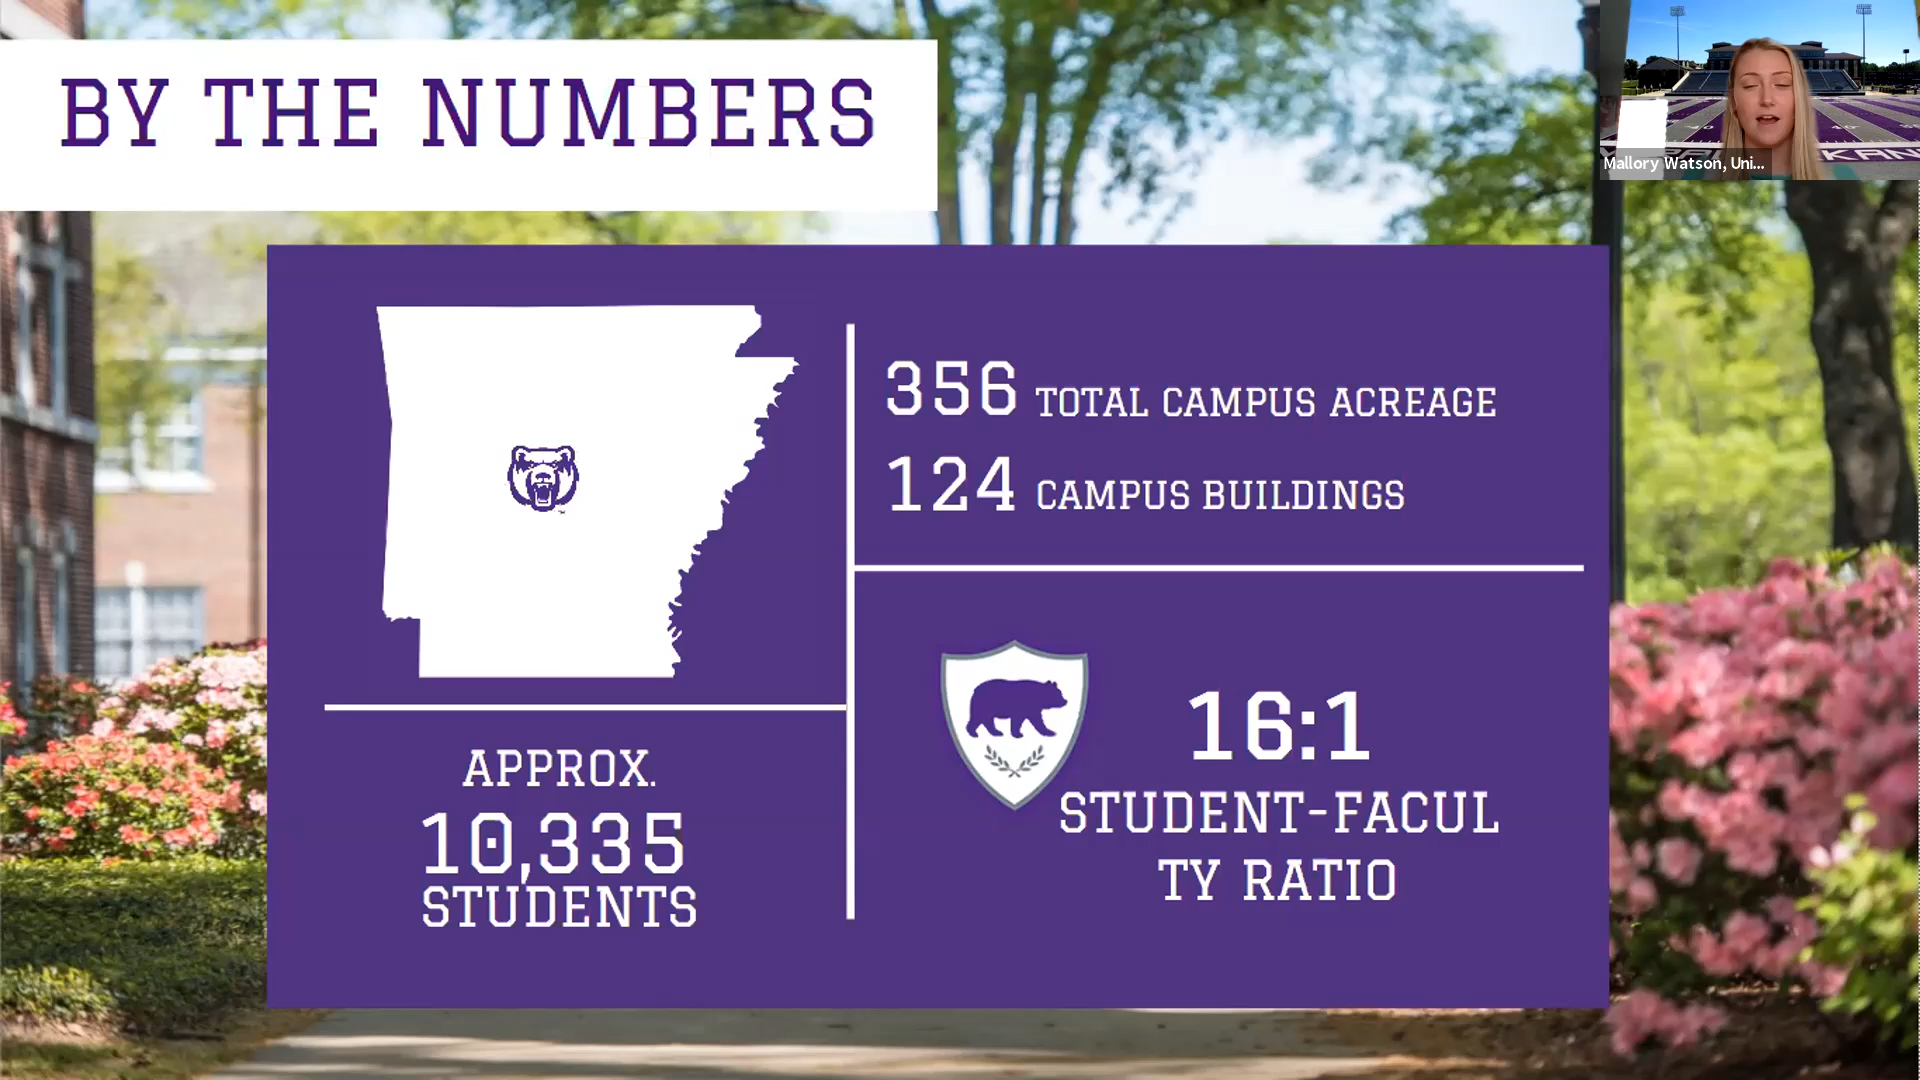 BY THE NUMBERS
Mallory Watson, Uni...
KAN
356 TOTAL CAMPUS ACREAGE
124 CAMPUS BUILDINGS
16:1
STUDENT-FACUL
TY RATIO
APPROX.
10,335
STUDENTS